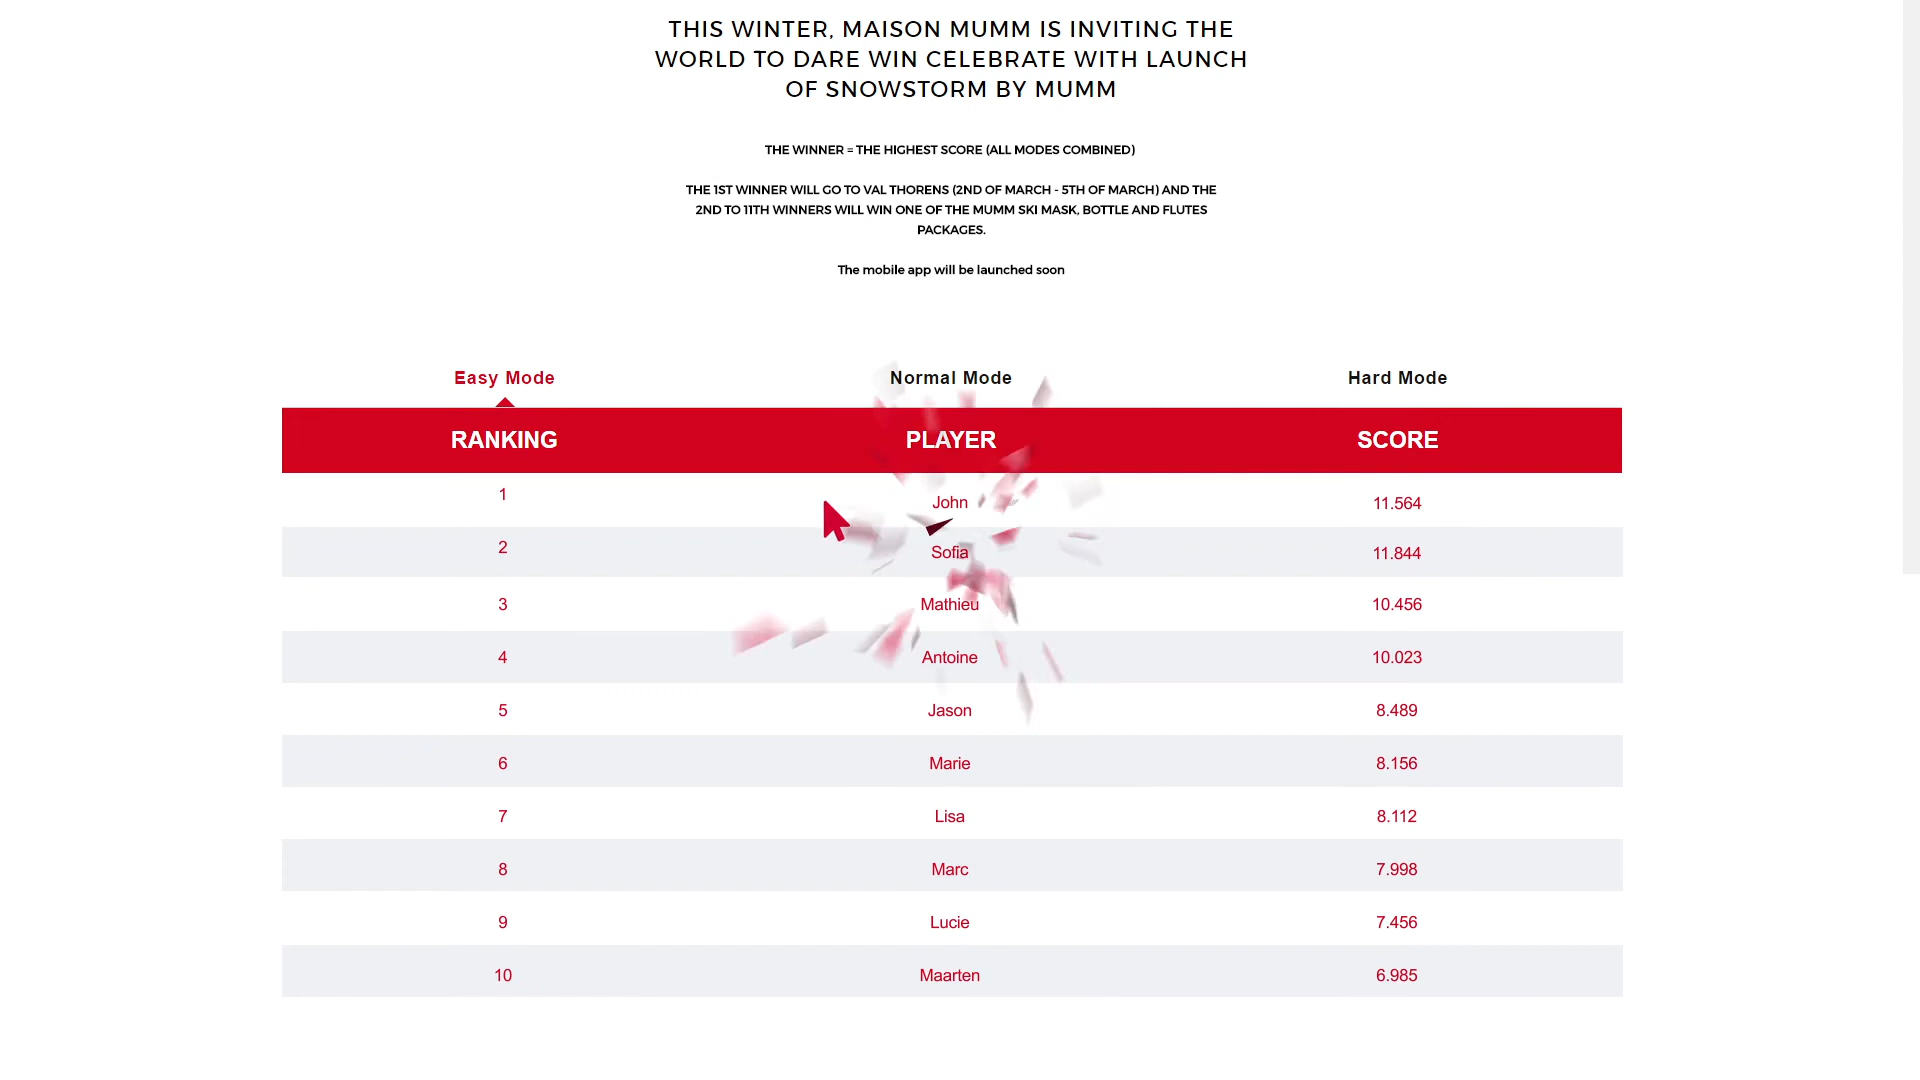 THIS WINTER, MAISON MUMM IS INVITING THE
WORLD TO DARE WIN CELEBRATE WITH LAUNCH
OF SNOWSTORM BY MUMM
THE WINNER = THE HIGHEST SCORE (ALL MODES COMBINED)
THE 1ST WINNER WILL GO TO VAL THORENS (2ND OF MARCH - 5TH OF MARCH) AND THE
2ND TO 11TH WINNERS WILL WIN ONE OF THE MUMM SKI MASK, BOTTLE AND FLUTES
PACKAGES.
The mobile app will be launched soon
Easy Mode Normal Mode Hard Mode
RANKING PLAYER SCORE
1 John 11.564
2 Sofia 11.844
3 Mathieu 10.456
4 Antoine 10.023
5 Jason 8.489
6 Marie 8.156
7 Lisa 8.112
8 Marc 7.998
9 Lucie 7.456
10 Maarten 6.985